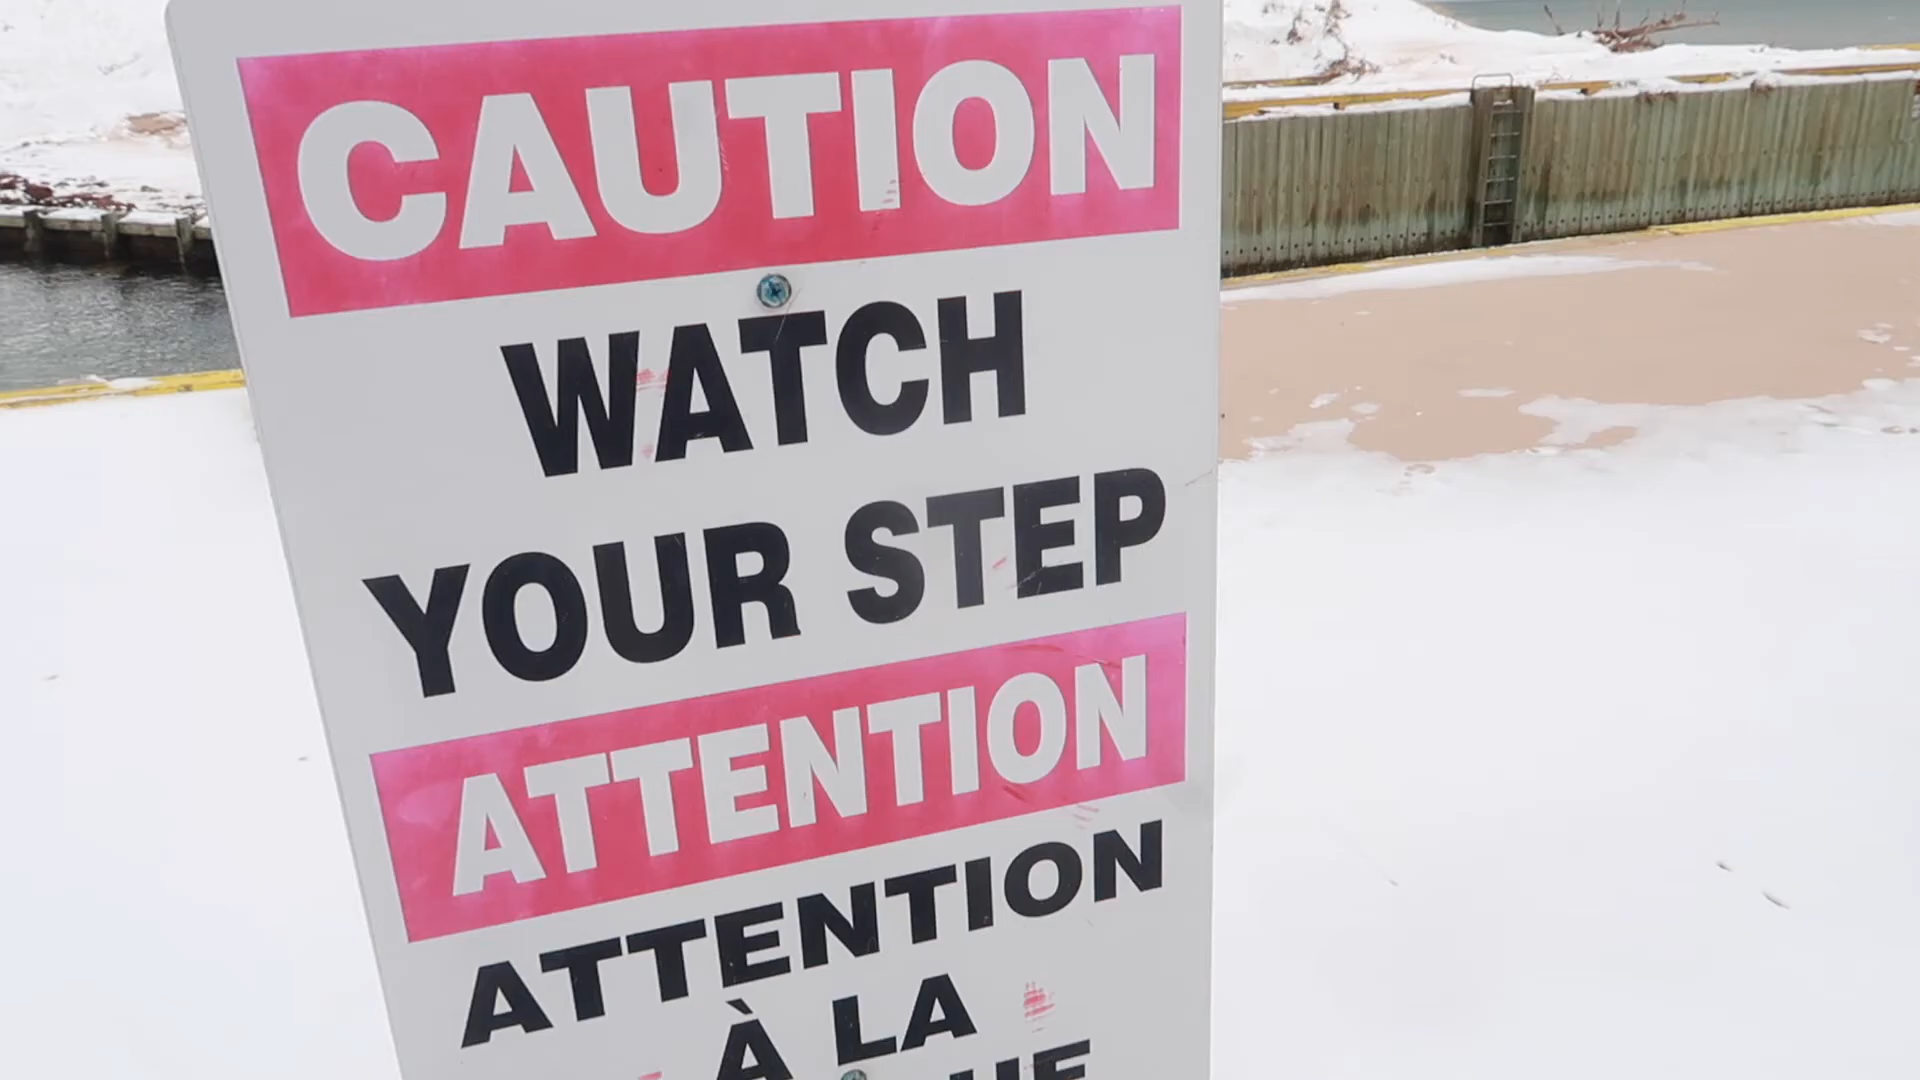 CAUTION
WATCH
YOUR STEP
ATTENTION
ATTENTION
À LA